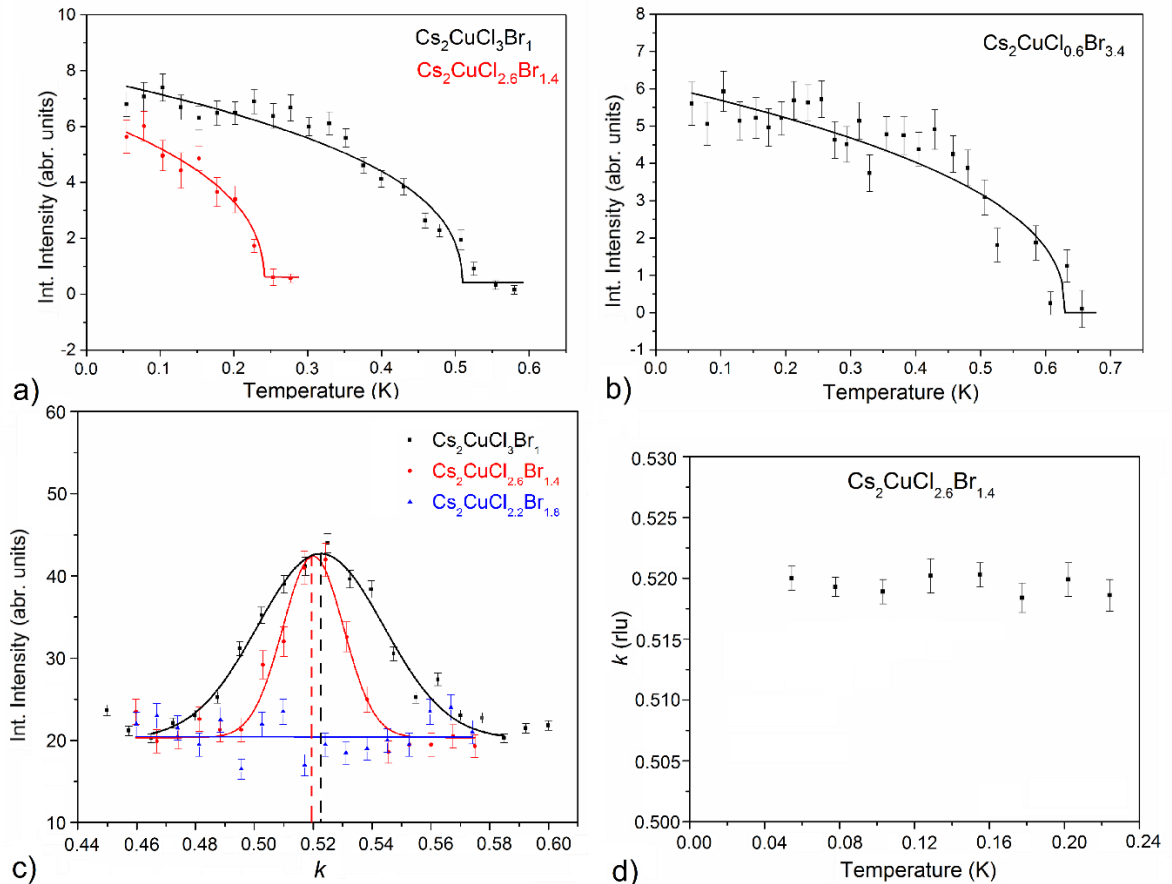 10
8
6
4
2
0
-2
Int. Intensity (abr. units)
Cs₂CuCl₃Br₁
Cs₂CuCl₂.₆Br₁.₄
0.0 0.1 0.2 0.3 0.4 0.5 0.6
Temperature (K)
a)
8
7
6
5
4
3
2
1
0
-1
Int. Intensity (abr. units)
Cs₂CuCl₀.₆Br₃.₄
0.0 0.1 0.2 0.3 0.4 0.5 0.6 0.7
Temperature (K)
b)
60
50
40
30
20
10
Int. Intensity (abr. units)
Cs₂CuCl₃Br₁
Cs₂CuCl₂.₆Br₁.₄
Cs₂CuCl₂.₂Br₁.₈
0.44 0.46 0.48 0.50 0.52 0.54 0.56 0.58 0.60
k
c)
0.530
0.525
0.520
0.515
0.510
0.505
0.500
k (rlu)
Cs₂CuCl₂.₆Br₁.₄
0.00 0.04 0.08 0.12 0.16 0.20 0.24
Temperature (K)
d)